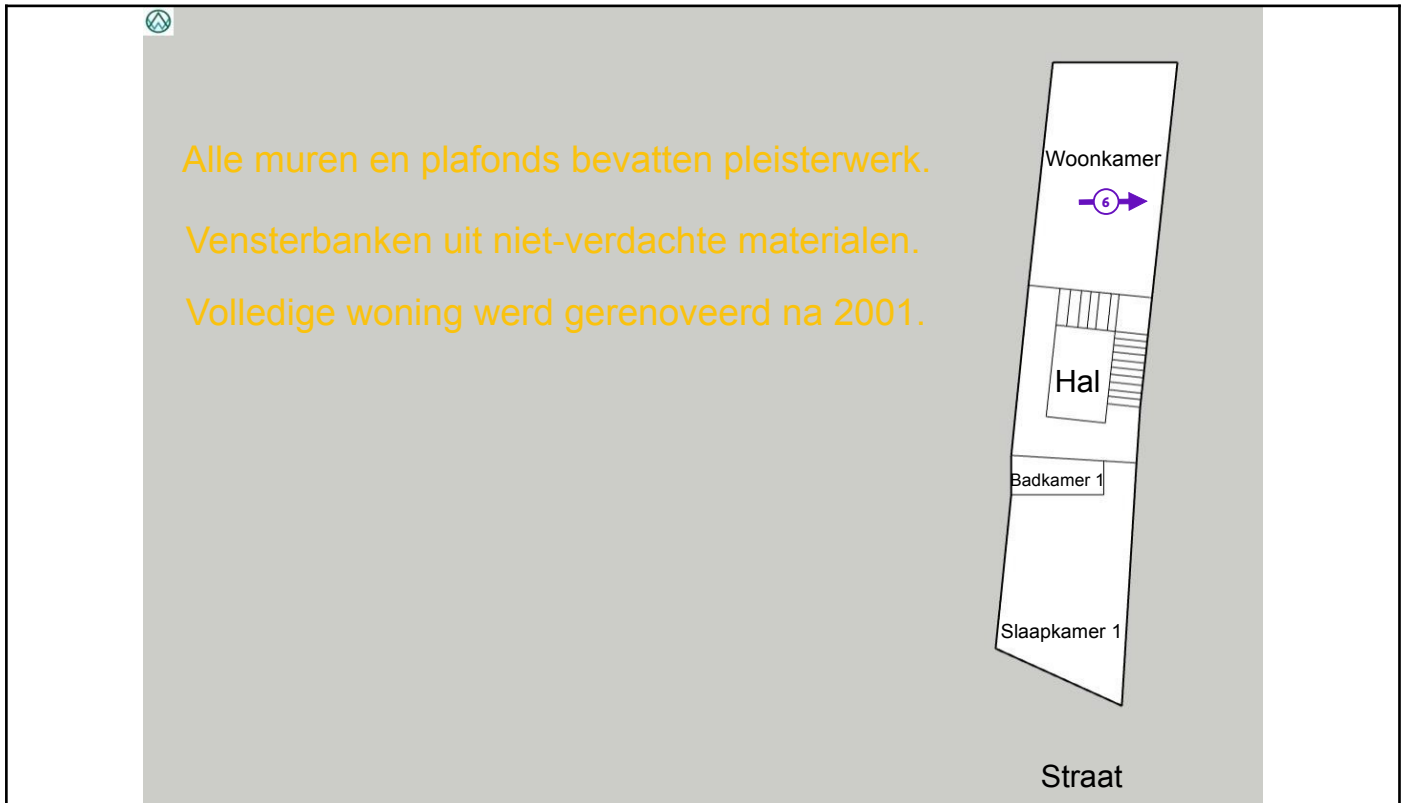 Alle muren en plafonds bevatten pleisterwerk.
Vensterbanken uit niet-verdachte materialen.
Volledige woning werd gerenoveerd na 2001.
Woonkamer
6
Hal
Badkamer 1
Slaapkamer 1
Straat